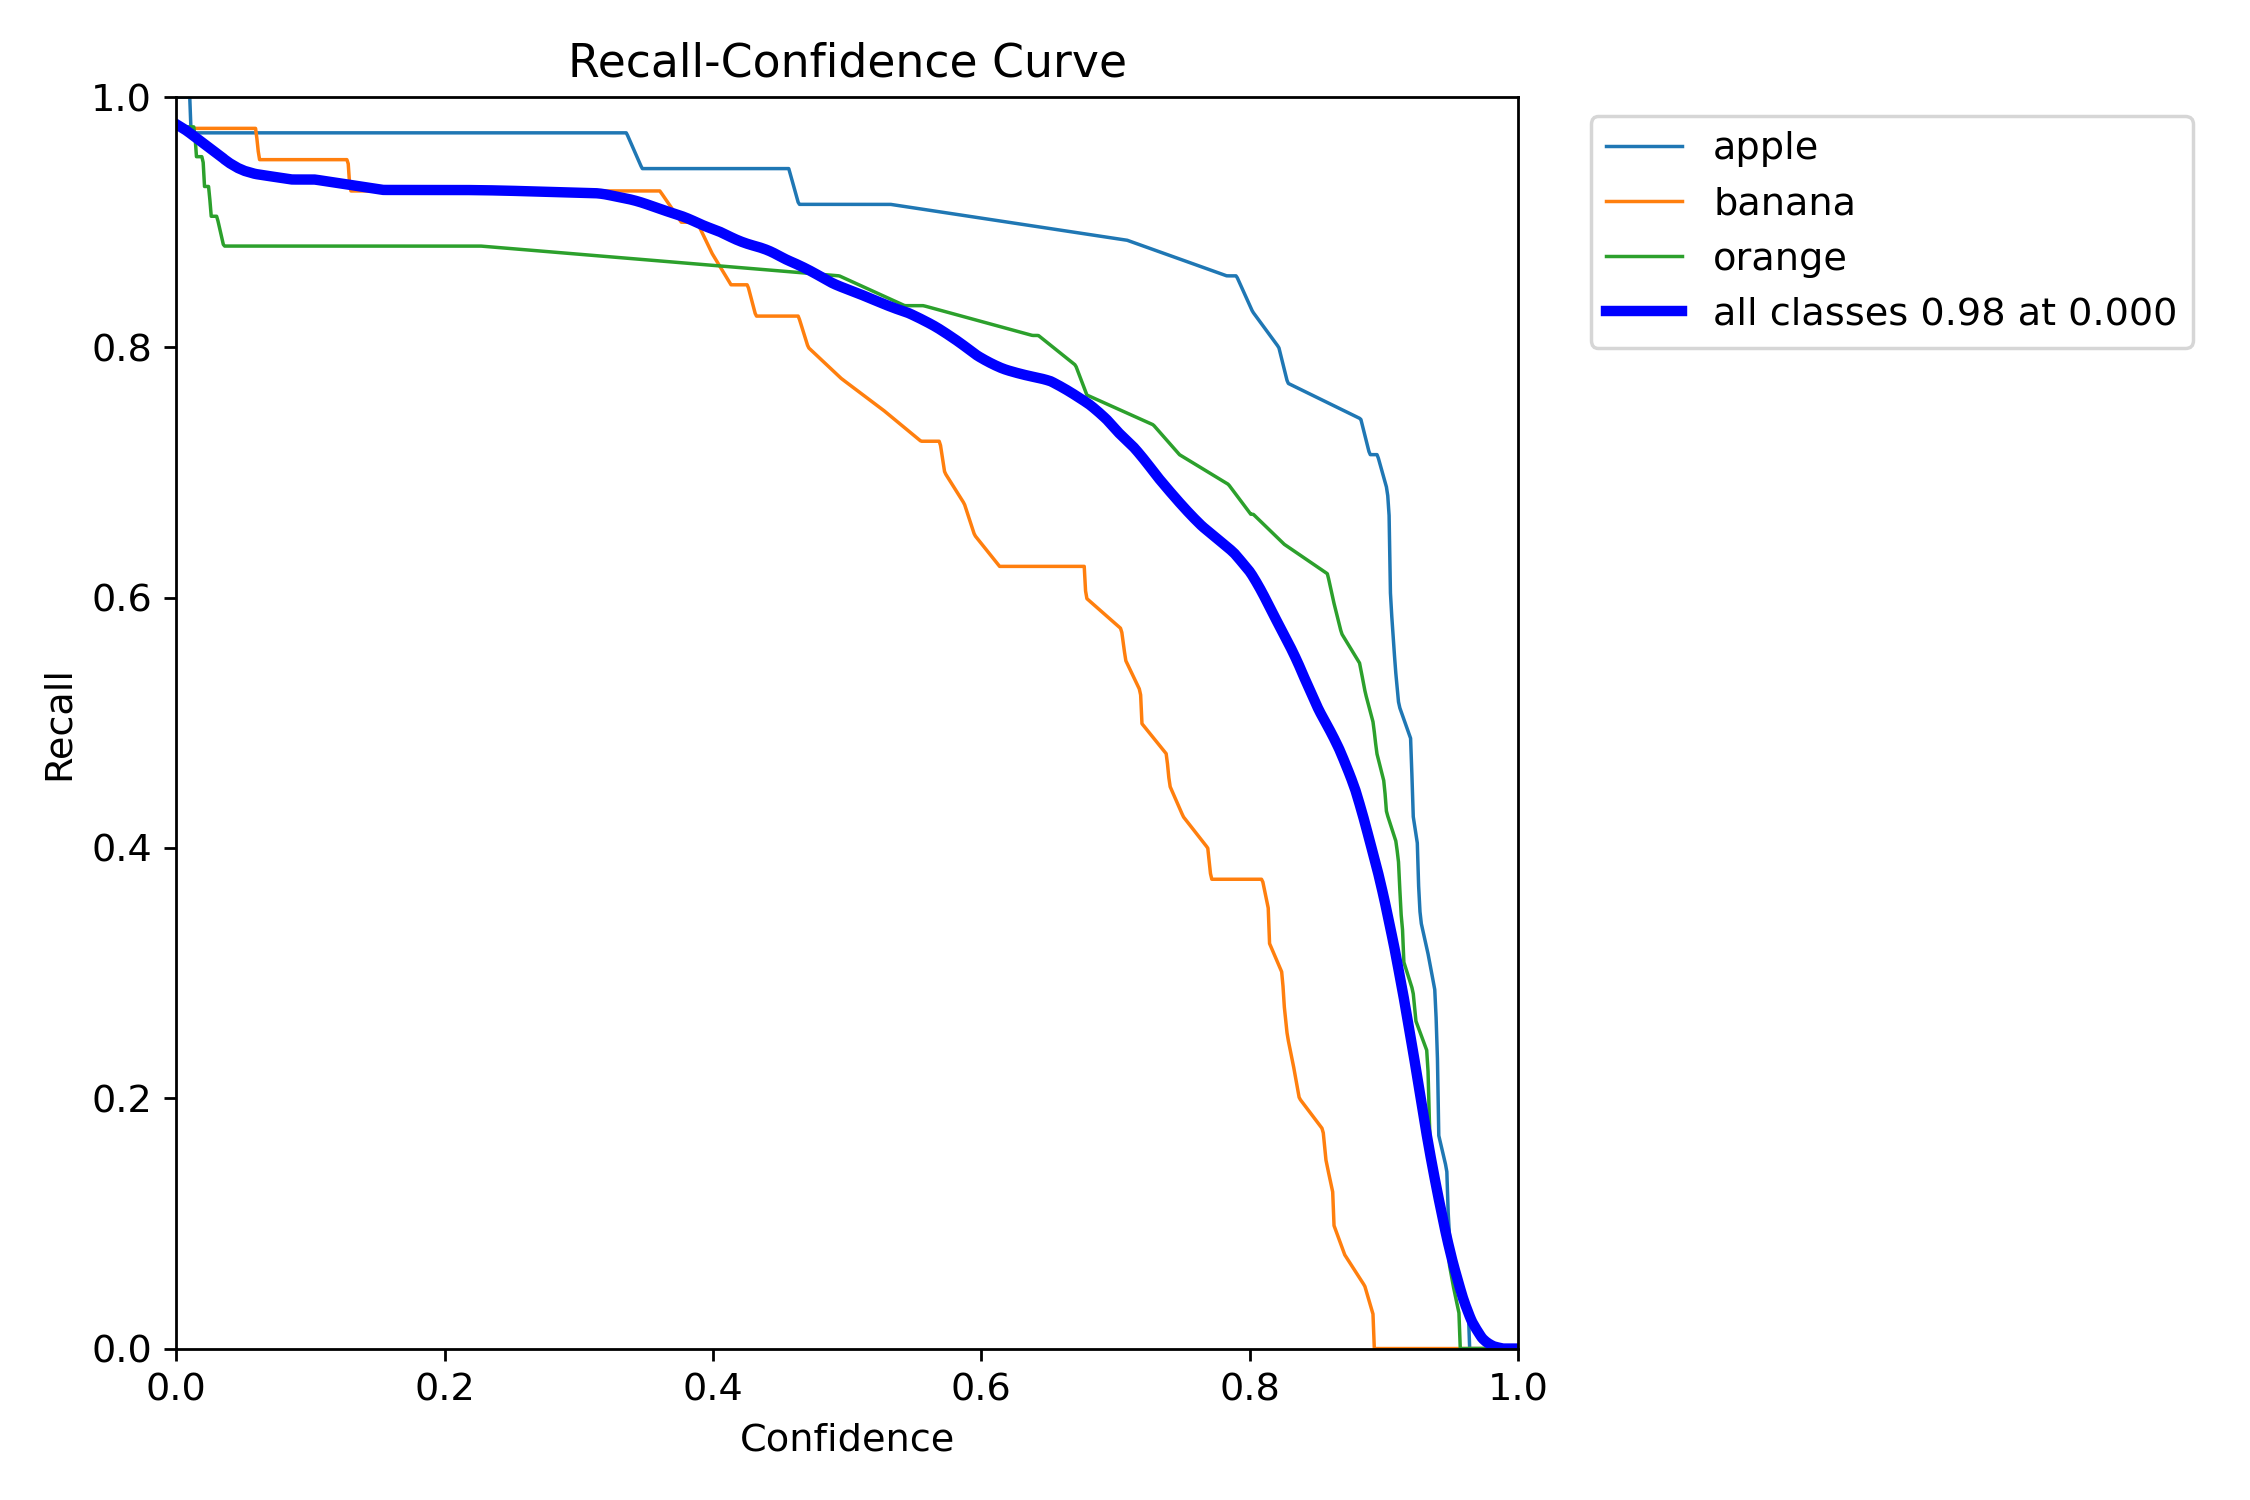 Recall-Confidence Curve
1.0
0.8
0.6
0.4
0.2
0.0
Recall
0.0 0.2 0.4 0.6 0.8 1.0
Confidence
apple
banana
orange
all classes 0.98 at 0.000